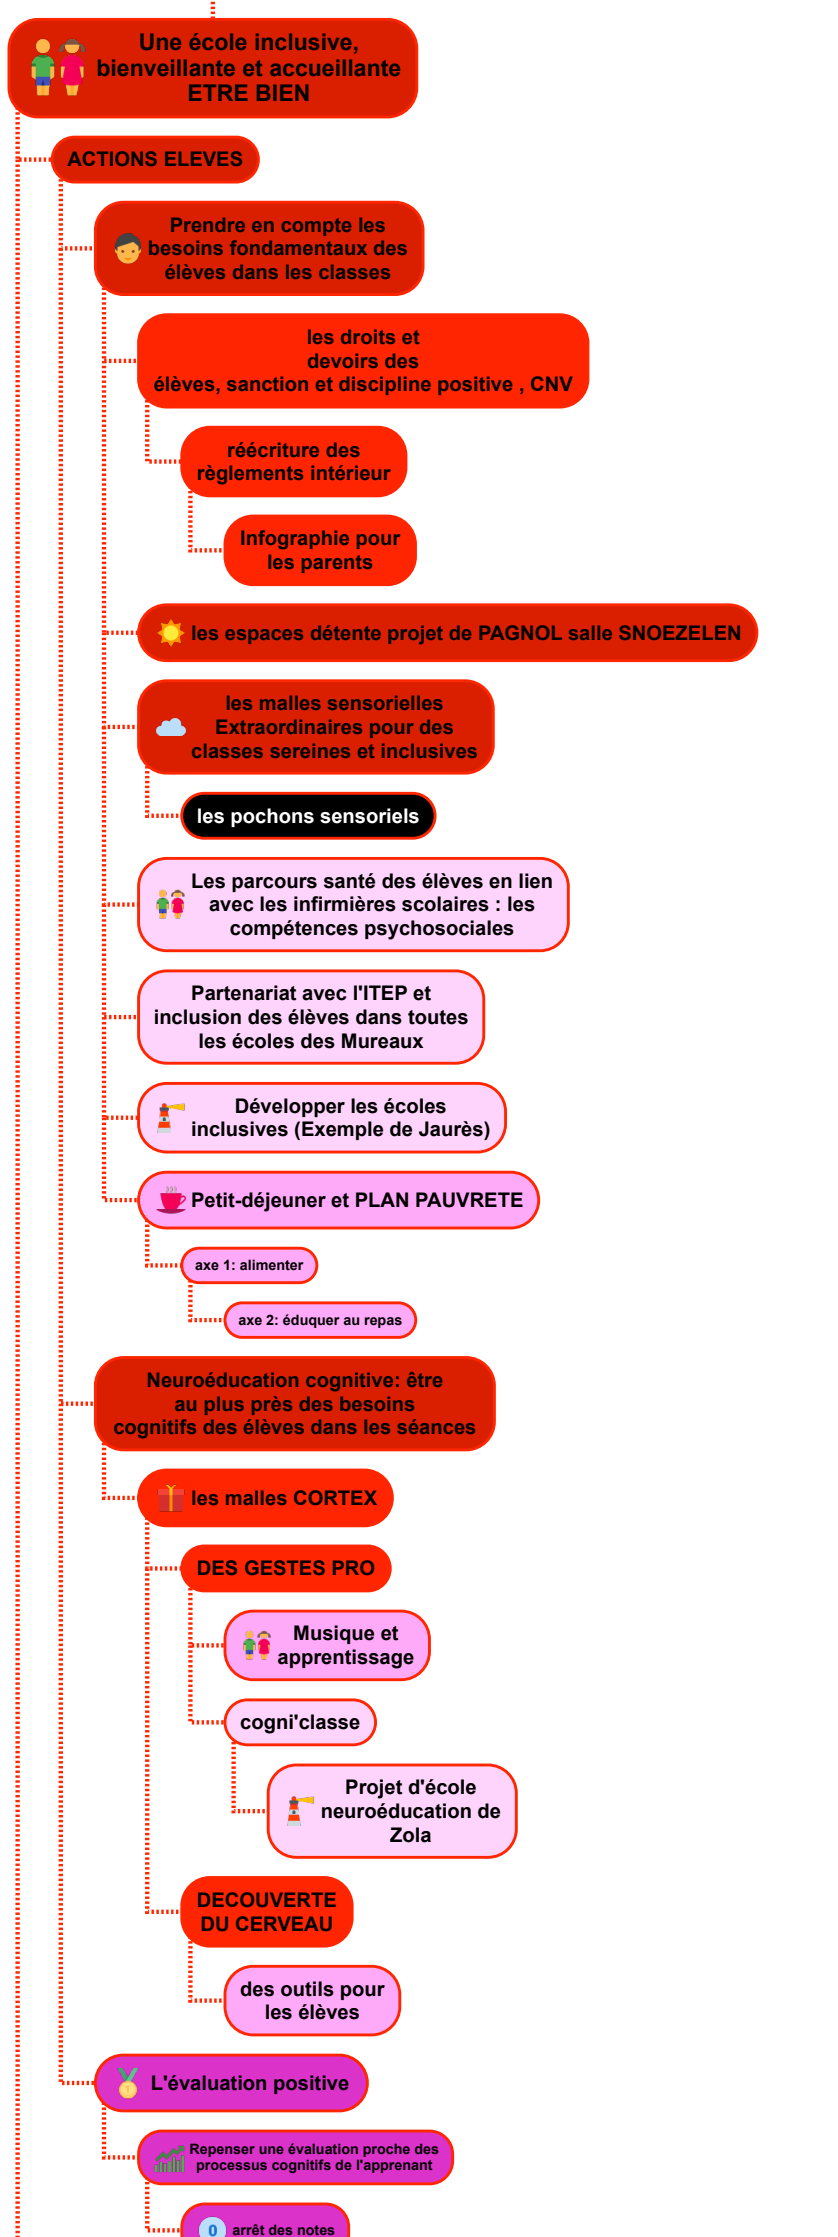 Une école inclusive,
bienveillante et accueillante
ETRE BIEN
ACTIONS ELEVES
Prendre en compte les
besoins fondamentaux des
élèves dans les classes
les droits et
devoirs des
élèves, sanction et discipline positive , CNV
réécriture des
règlements intérieur
Infographie pour
les parents
les espaces détente projet de PAGNOL salle SNOEZELEN
les malles sensorielles
Extraordinaires pour des
classes sereines et inclusives
les pochons sensoriels
Les parcours santé des élèves en lien
avec les infirmières scolaires : les
compétences psychosociales
Partenariat avec l'ITEP et
inclusion des élèves dans toutes
les écoles des Mureaux
Développer les écoles
inclusives (Exemple de Jaurès)
Petit-déjeuner et PLAN PAUVRETE
axe 1: alimenter
axe 2: éduquer au repas
Neuroéducation cognitive: être
au plus près des besoins
cognitifs des élèves dans les séances
les malles CORTEX
DES GESTES PRO
Musique et
apprentissage
cogni'classe
Projet d'école
neuroéducation de
Zola
DECOUVERTE
DU CERVEAU
des outils pour
les élèves
1
L'évaluation positive
Repenser une évaluation proche des
processus cognitifs de l'apprenant
0 arrêt des notes